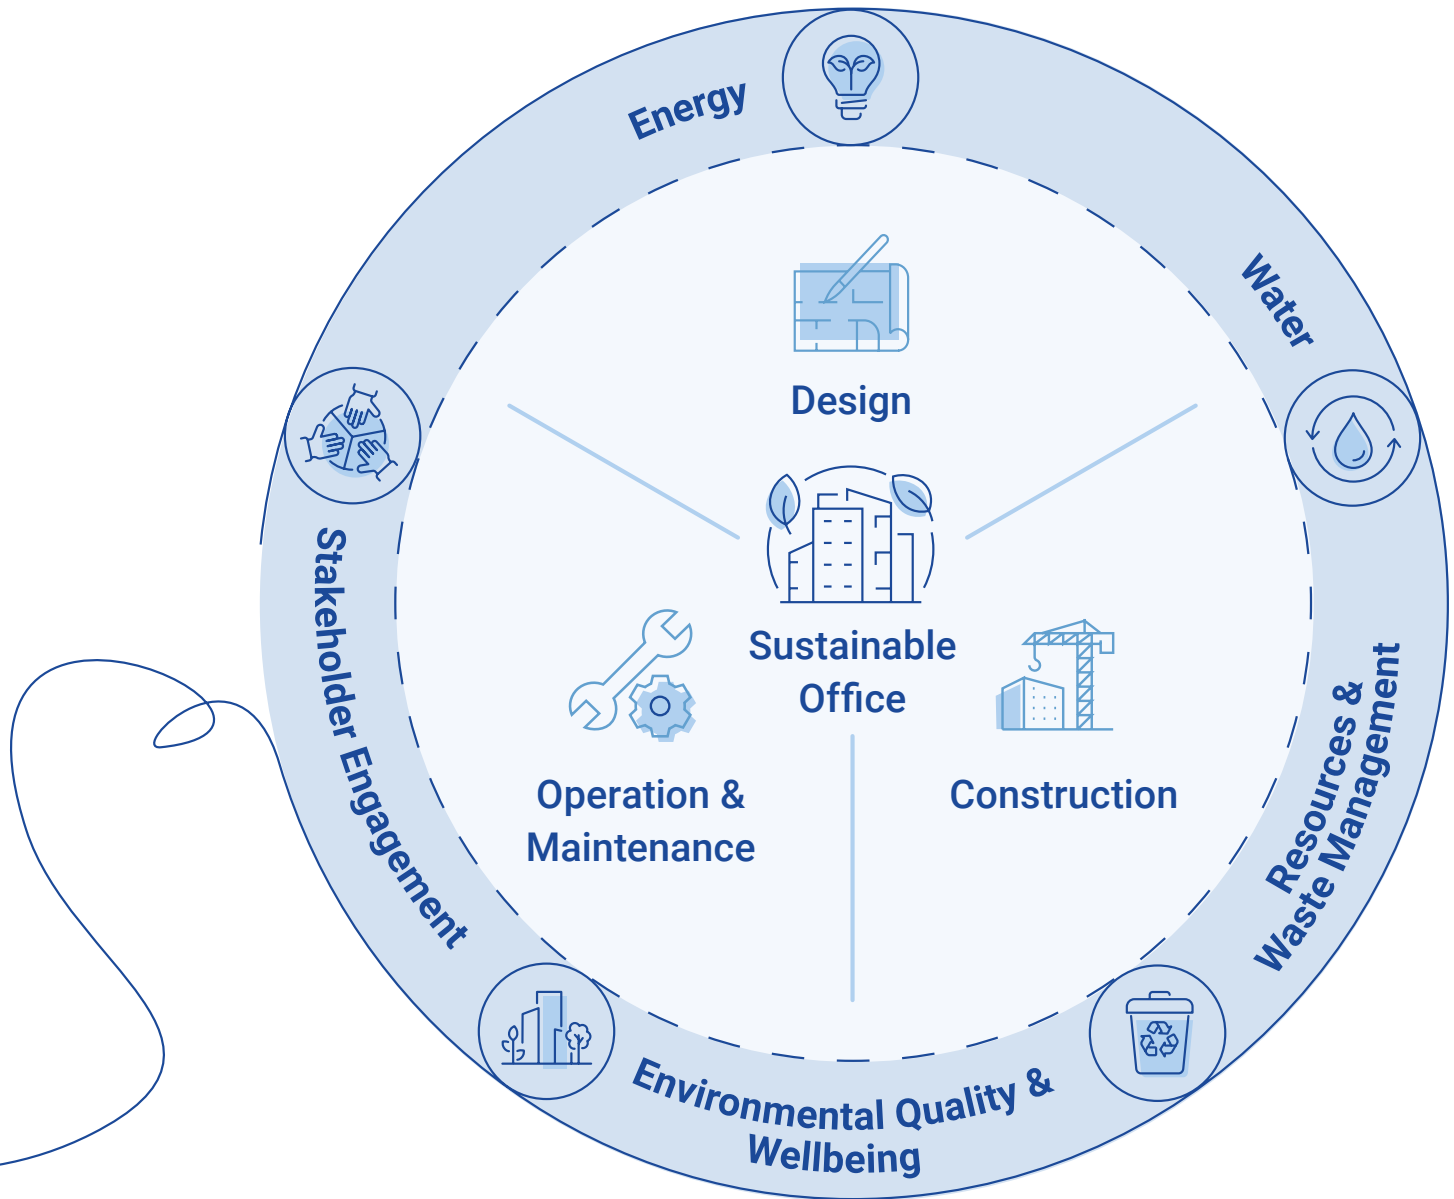 Energy
Water
Design
Sustainable
Office
Operation &
Maintenance
Construction
Stakeholder Engagement
Resources &
Waste Management
Environmental Quality &
Wellbeing